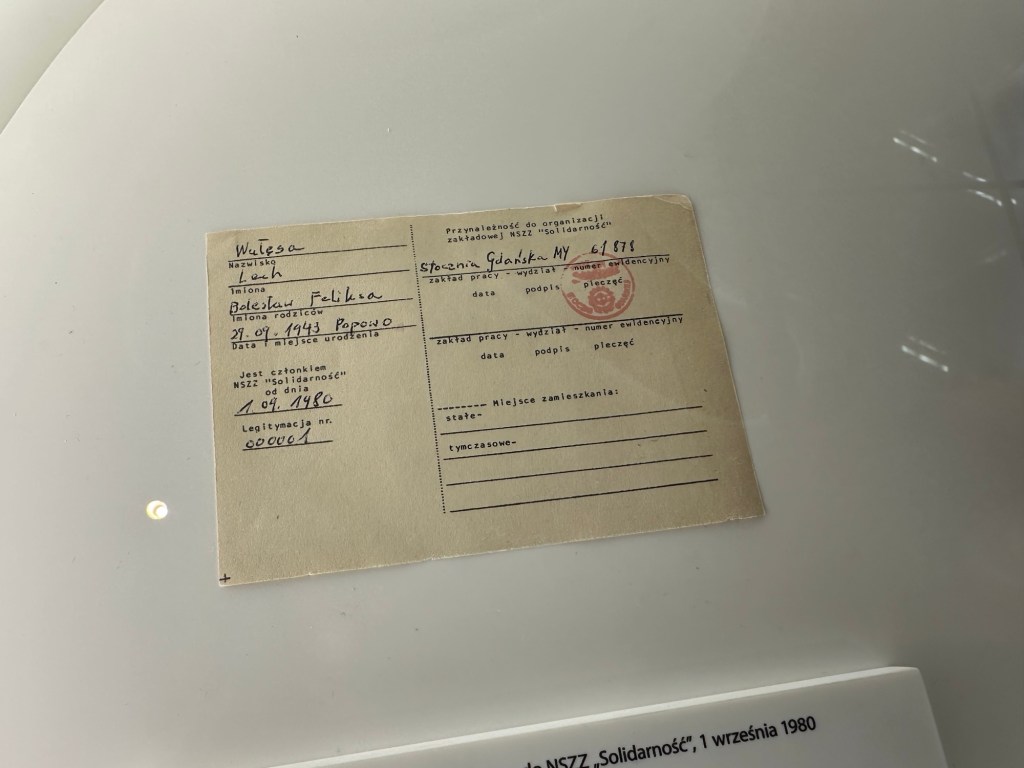 Wałęsa
Nazwisko
Lech
Imiona
Bolesław Feliksa
Imiona rodziców
29.09.1943 Popowo
Data i miejsce urodzenia
Jest członkiem
NSZZ "Solidarność"
od dnia
1 09. 1980
Legitymacja nr.
000001
Przynależność do organizacji
zakładowej NSZZ "Solidarność"
Stocznia Gdańska MY 61878
zakład pracy - wydział - numer ewidencyjny
data podpis pieczęć
zakład pracy - wydział - numer ewidencyjny
data podpis pieczęć
Miejsce zamieszkania:
stałe-
tymczasowe-
NSZZ „Solidarność”, 1 września 1980